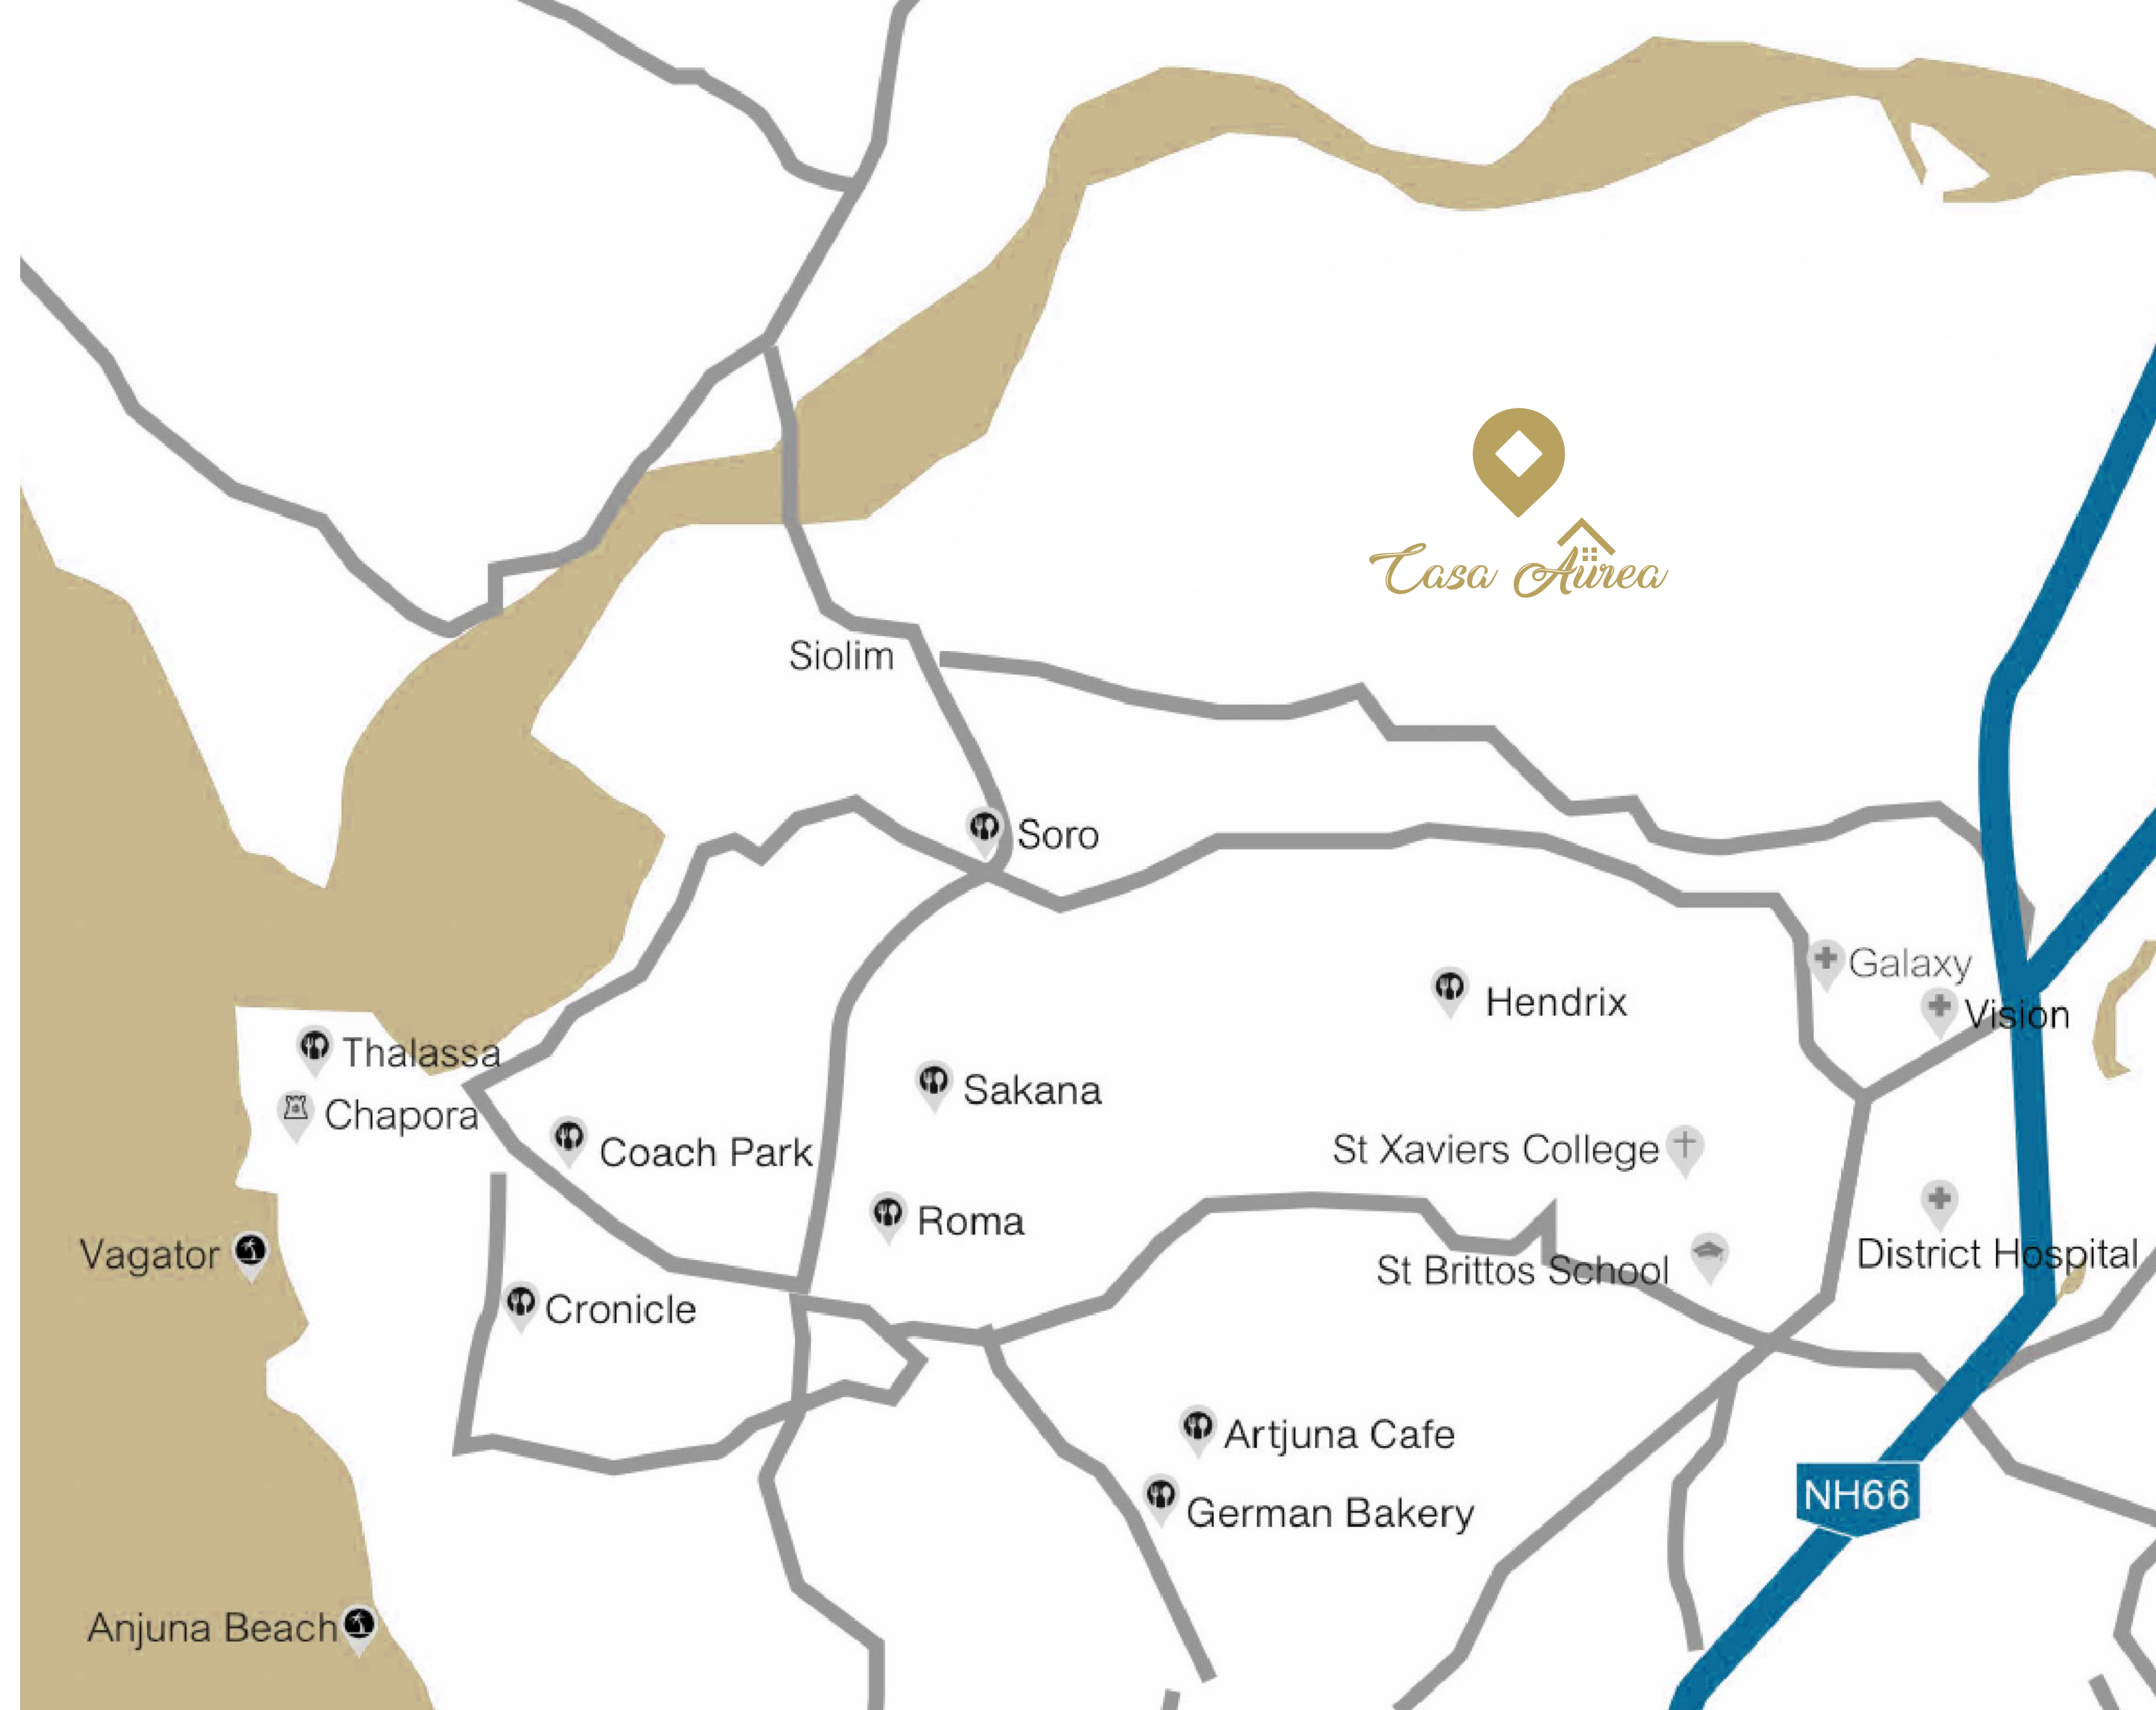 Casa Aurea
Siolim
Soro
Galaxy
Hendrix
Vision
Thalassa
Sakana
Chapora
Coach Park
St Xaviers College
Roma
Vagator
District Hospital
St Brittos School
Cronicle
Artjuna Cafe
NH66
German Bakery
Anjuna Beach